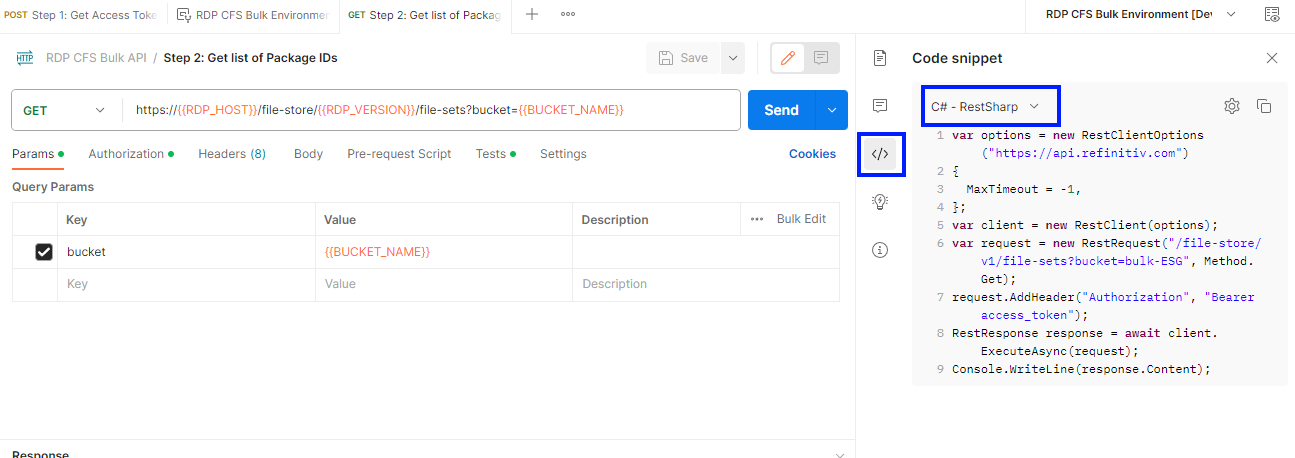 POST Step 1: Get Access Toke
RDP CFS Bulk Environmen
GET Step 2: Get list of Packag
RDP CFS Bulk Environment [Dev
HTTP RDP CFS Bulk API / Step 2: Get list of Package IDs
Save
GET https://{{RDP_HOST}}/file-store/{{RDP_VERSION}}/file-sets?bucket={{BUCKET_NAME}}
Send
Params Authorization Headers (8) Body Pre-request Script Tests Settings
Cookies
Query Params
Key Value Description ••• Bulk Edit
bucket {{BUCKET_NAME}}
Key Value Description
Response
Code snippet
C# - RestSharp
</>
1 var options = new RestClientOptions
("https://api.refinitiv.com")
2 {
3 MaxTimeout = -1,
4 };
5 var client = new RestClient(options);
6 var request = new RestRequest("/file-store/
v1/file-sets?bucket=bulk-ESG", Method.
Get);
7 request.AddHeader("Authorization", "Bearer
access_token");
8 RestResponse response = await client.
ExecuteAsync(request);
9 Console.WriteLine(response.Content);